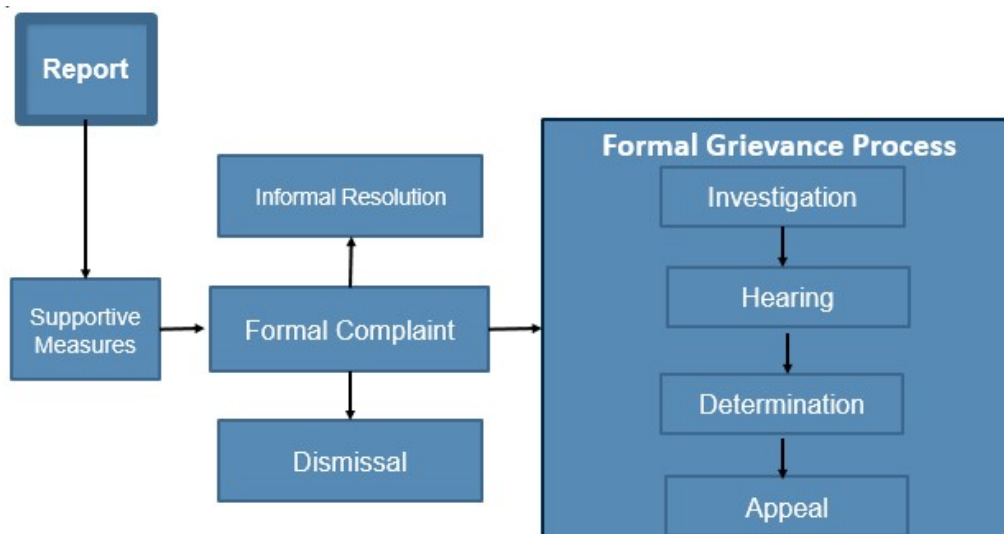 Report
Supportive
Measures
Informal Resolution
Formal Complaint
Dismissal
Formal Grievance Process
Investigation
Hearing
Determination
Appeal